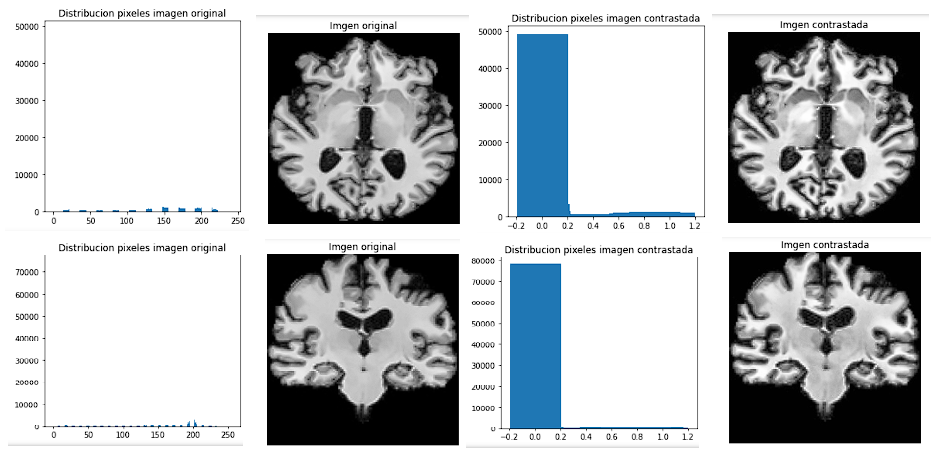 Distribucion pixeles imagen original
50000
40000
30000
20000
10000
0
0 50 100 150 200 250
Imgen original
Distribucion pixeles imagen contrastada
50000
40000
30000
20000
10000
0
−0.2 0.0 0.2 0.4 0.6 0.8 1.0 1.2
Imgen contrastada
Distribucion pixeles imagen original
70000
60000
50000
40000
30000
20000
10000
0
0 50 100 150 200 250
Imgen original
Distribucion pixeles imagen contrastada
80000
70000
60000
50000
40000
30000
20000
10000
0
−0.2 0.0 0.2 0.4 0.6 0.8 1.0 1.2
Imgen contrastada